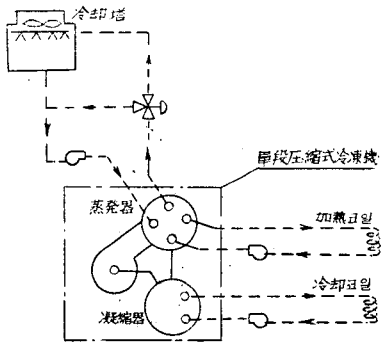 冷却塔
単段圧縮式冷凍機
蒸発器
加熱コイル
冷却コイル
凝縮器